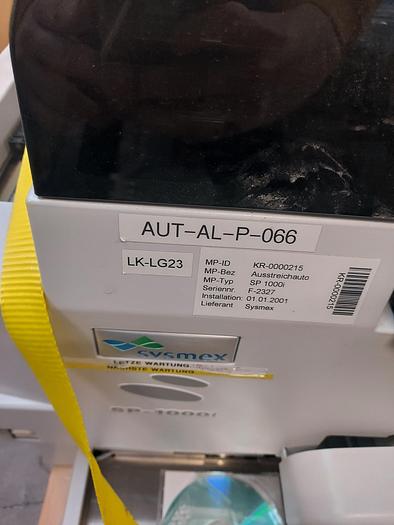 AUT-AL-P-066
LK-LG23
MP-ID KR-0000215
MP-Bez Ausstreichauto
MP-Typ SP 1000i
Seriennr. F-2327
Installation: 01.01.2001
Lieferant Sysmex
KR-0000215
sysmex
LETZE WARTUNG:
NÄCHSTE WARTUNG:
SP-1000i